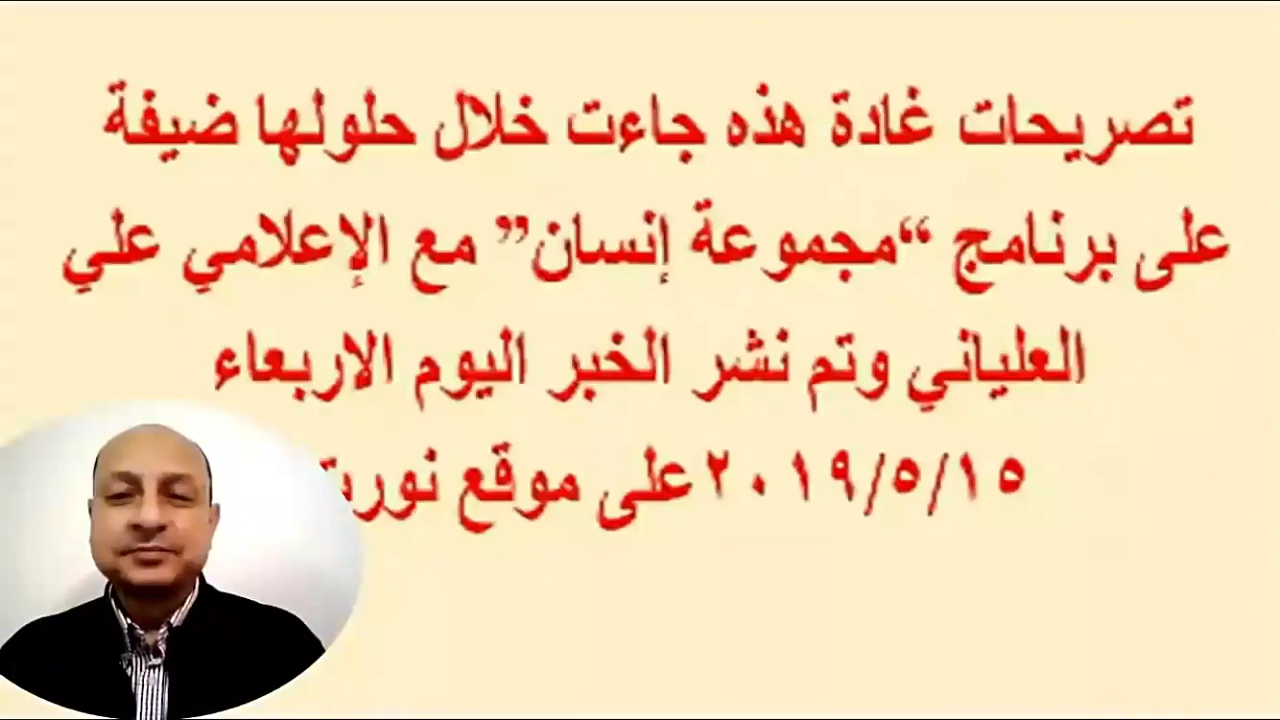 تصريحات غادة هذه جاءت خلال حلولها ضيفة
على برنامج “مجموعة إنسان” مع الإعلامي علي
العلياني وتم نشر الخبر اليوم الاربعاء
٢٠١٩/٥/١٥على موقع